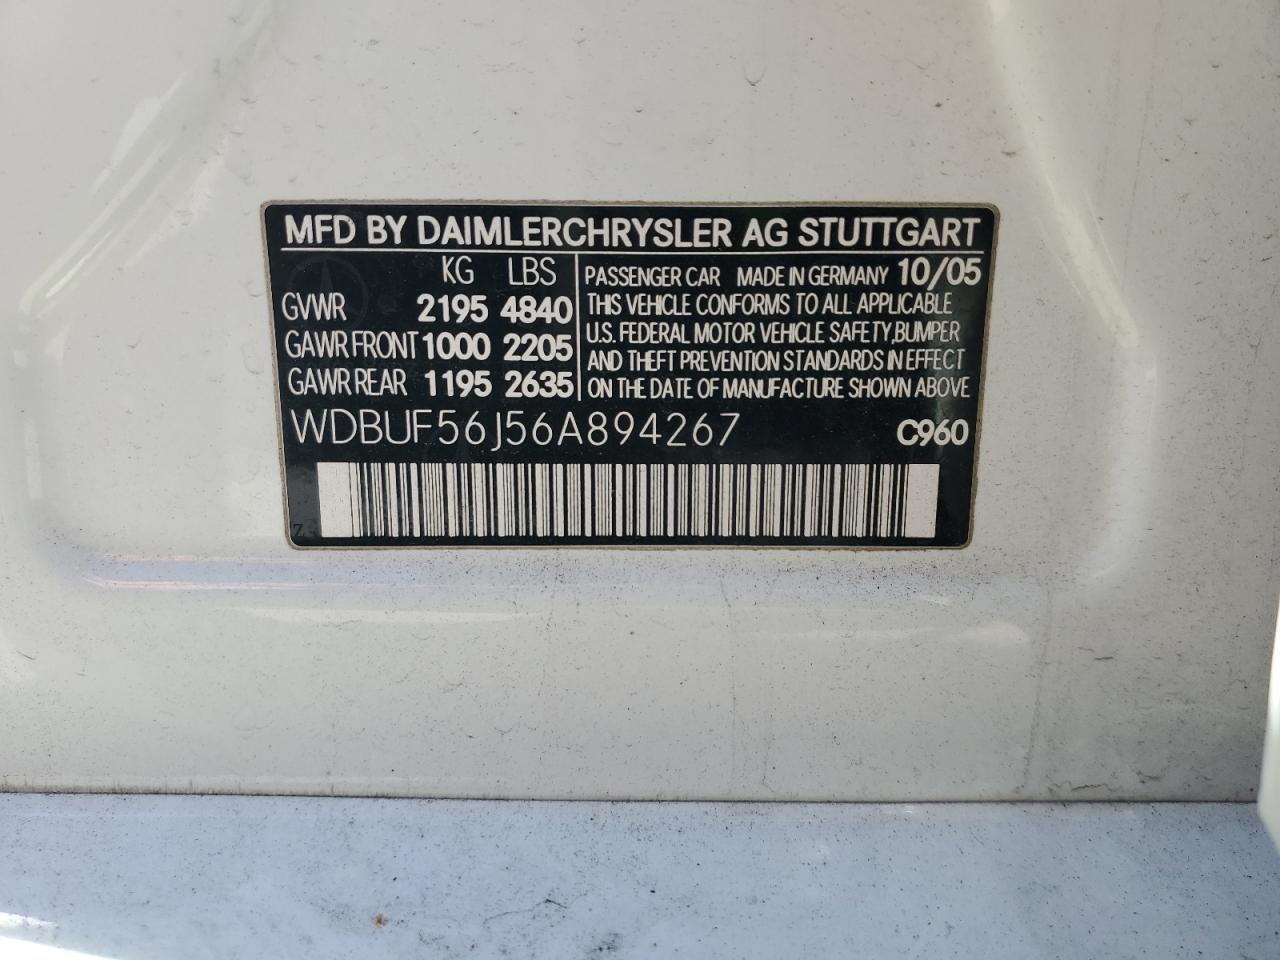 MFD BY DAIMLERCHRYSLER AG STUTTGART
KG LBS
GVWR 2195 4840
GAWR FRONT 1000 2205
GAWR REAR 1195 2635
PASSENGER CAR MADE IN GERMANY 10/05
THIS VEHICLE CONFORMS TO ALL APPLICABLE
U.S. FEDERAL MOTOR VEHICLE SAFETY,BUMPER
AND THEFT PREVENTION STANDARDS IN EFFECT
ON THE DATE OF MANUFACTURE SHOWN ABOVE
WDBUF56J56A894267 C960
Z